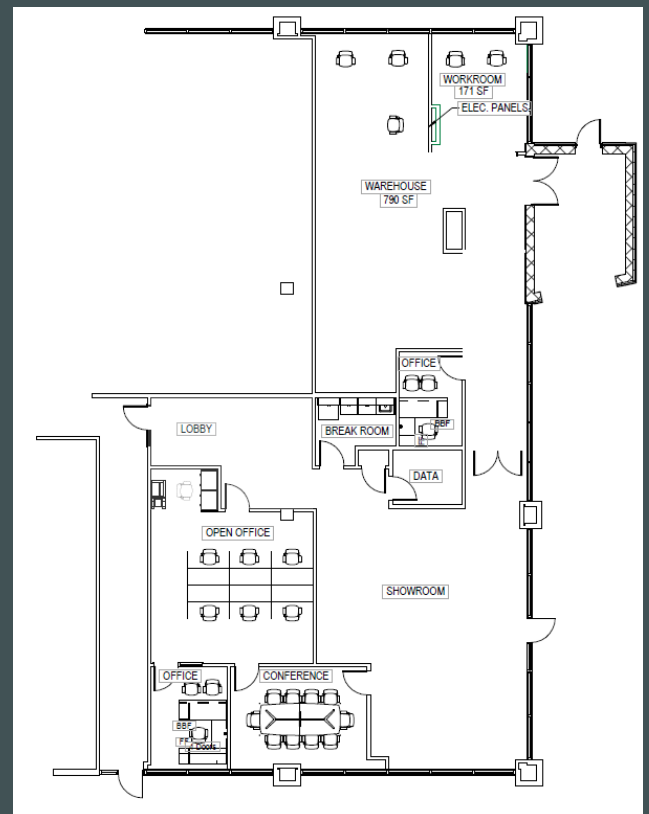 WORKROOM
171 SF
ELEC. PANELS
WAREHOUSE
790 SF
OFFICE
BBF
LOBBY
BREAK ROOM
DATA
OPEN OFFICE
SHOWROOM
OFFICE
CONFERENCE
BBF